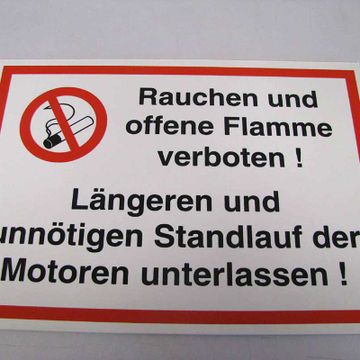 Rauchen und
offene Flamme
verboten !
Längeren und
unnötigen Standlauf der
Motoren unterlassen !